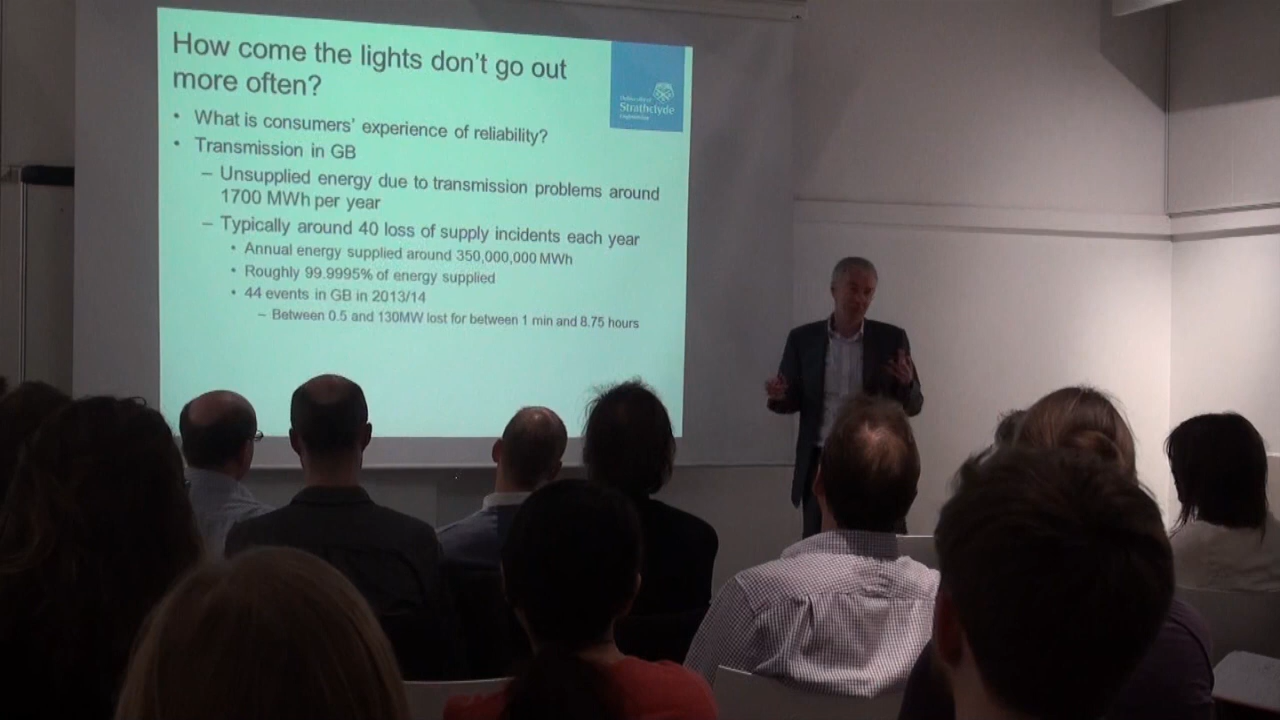 How come the lights don't go out
more often?
University of
Strathclyde
Engineering
• What is consumers' experience of reliability?
• Transmission in GB
– Unsupplied energy due to transmission problems around
1700 MWh per year
– Typically around 40 loss of supply incidents each year
• Annual energy supplied around 350,000,000 MWh
• Roughly 99.9995% of energy supplied
• 44 events in GB in 2013/14
– Between 0.5 and 130MW lost for between 1 min and 8.75 hours